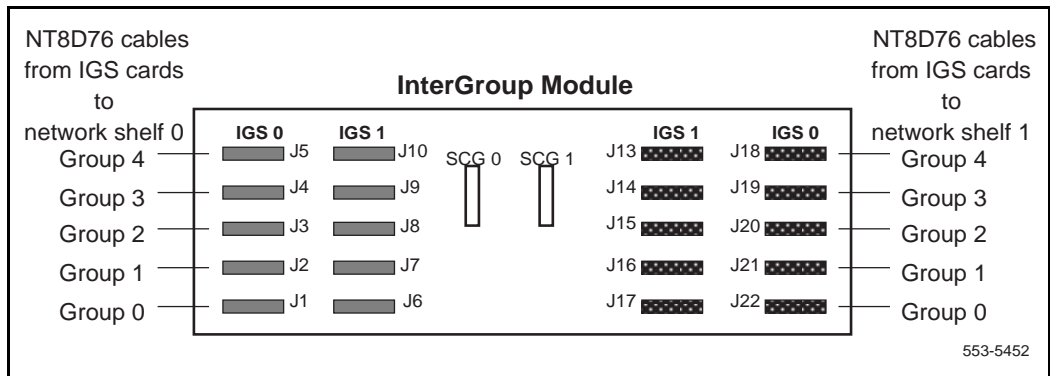 NT8D76 cables
from IGS cards
to
network shelf 0
NT8D76 cables
from IGS cards
to
network shelf 1
InterGroup Module
IGS 0 IGS 1 IGS 1 IGS 0
SCG 0 SCG 1
Group 4 J5 J10 J13 J18 Group 4
Group 3 J4 J9 J14 J19 Group 3
Group 2 J3 J8 J15 J20 Group 2
Group 1 J2 J7 J16 J21 Group 1
Group 0 J1 J6 J17 J22 Group 0
553-5452